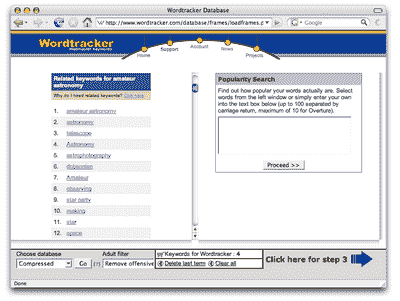 Wordtracker Database
http://www.wordtracker.com/database/frames/loadframes.p
Google
Wordtracker
Home
Support
Account
News
Projects
Related keywords for amateur
astronomy
Why do I need related keywords? Click here
1. amateur astronomy
2. astronomy
3. telescope
4. Astronomy
5. astrophotography
6. dobsonian
7. Amateur
8. observing
9. star party
10. making
11. star
12. space
Popularity Search
Find out how popular your words actually are. Select
words from the left window or simply enter your own
into the text box below (up to 100 separated by
carriage return, maximum of 10 for Overture).
Proceed >>
Choose database
Compressed
Go
(?)
Adult filter
Remove offensive
Keywords for Wordtracker : 4
Delete last term
Clear all
Click here for step 3
Done